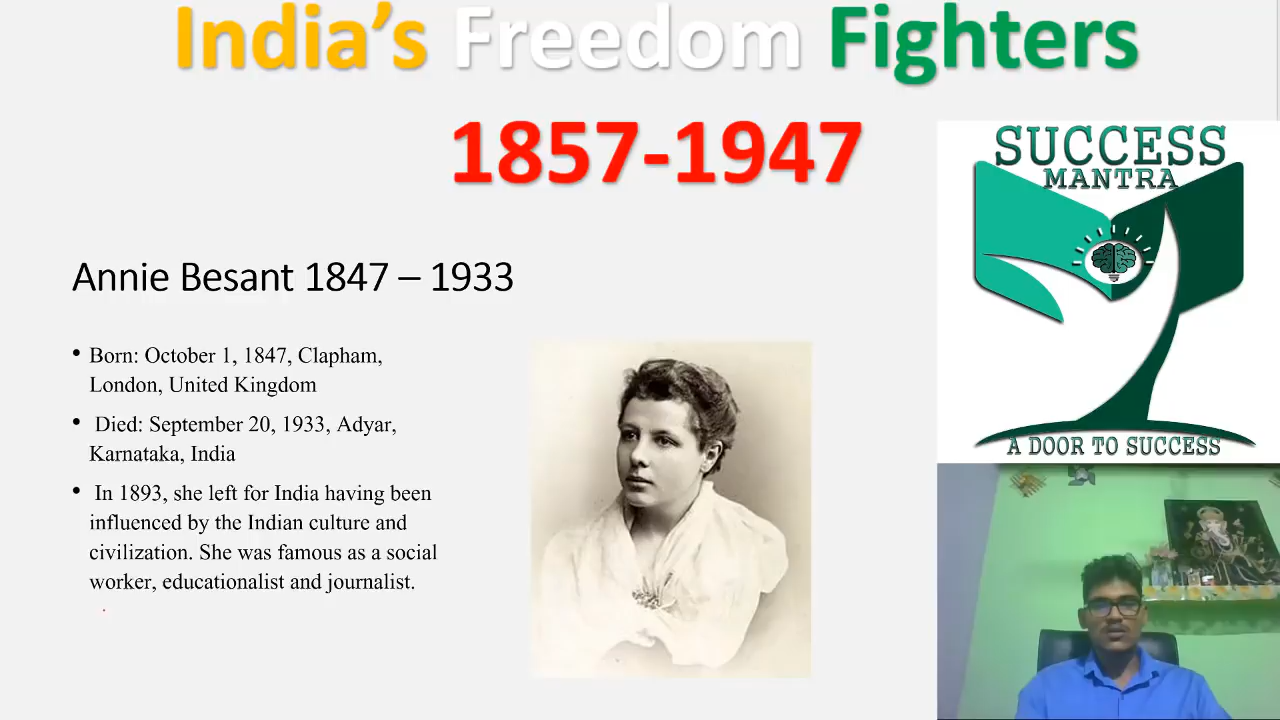 India's Freedom Fighters
1857-1947
SUCCESS
MANTRA
Annie Besant 1847 – 1933
• Born: October 1, 1847, Clapham,
London, United Kingdom
• Died: September 20, 1933, Adyar,
Karnataka, India
• In 1893, she left for India having been
influenced by the Indian culture and
civilization. She was famous as a social
worker, educationalist and journalist.
A DOOR TO SUCCESS